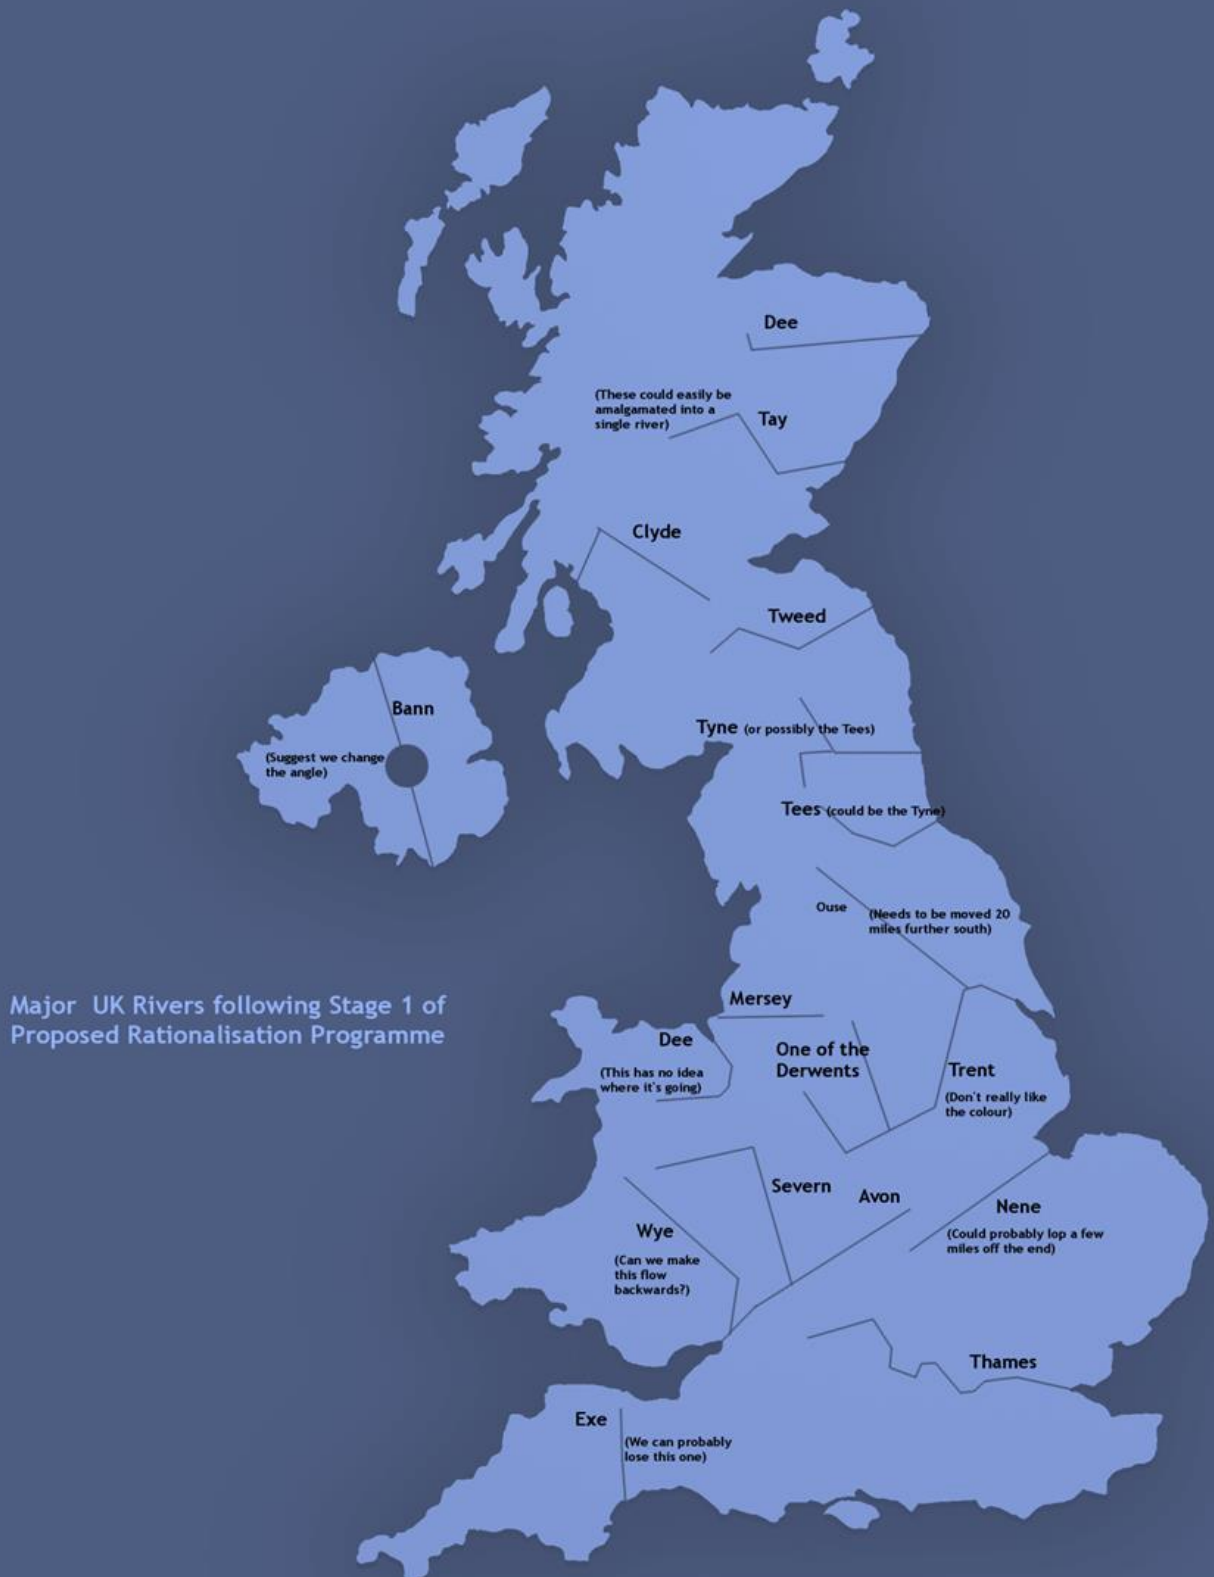 Dee
(These could easily be
amalgamated into a
single river)
Tay
Clyde
Tweed
Bann
(Suggest we change
the angle)
Tyne (or possibly the Tees)
Tees (could be the Tyne)
Ouse
(Needs to be moved 20
miles further south)
Major UK Rivers following Stage 1 of
Proposed Rationalisation Programme
Mersey
Dee
(This has no idea
where it's going)
One of the
Derwents
Trent
(Don't really like
the colour)
Severn
Avon
Nene
(Could probably lop a few
miles off the end)
Wye
(Can we make
this flow
backwards?)
Thames
Exe
(We can probably
lose this one)